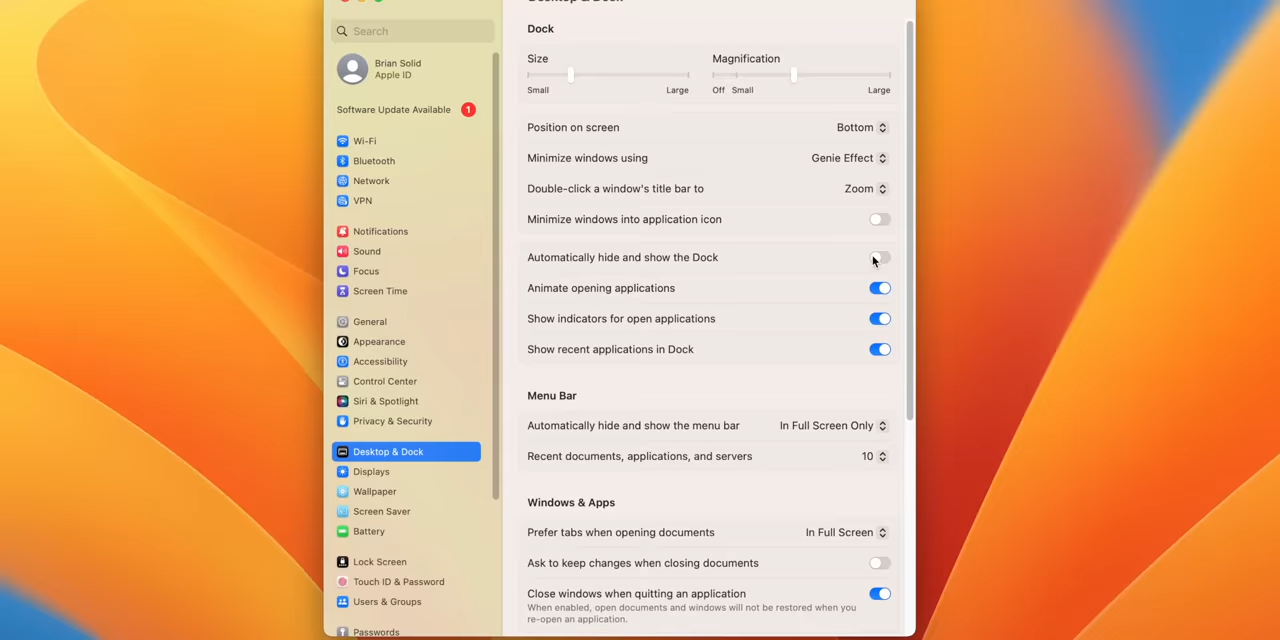 Desktop & Dock
Search
Brian Solid
Apple ID
Software Update Available 1
Wi-Fi
Bluetooth
Network
VPN
Notifications
Sound
Focus
Screen Time
General
Appearance
Accessibility
Control Center
Siri & Spotlight
Privacy & Security
Desktop & Dock
Displays
Wallpaper
Screen Saver
Battery
Lock Screen
Touch ID & Password
Users & Groups
Passwords
Dock
Size Magnification
Small Large Off Small Large
Position on screen Bottom
Minimize windows using Genie Effect
Double-click a window's title bar to Zoom
Minimize windows into application icon
Automatically hide and show the Dock
Animate opening applications
Show indicators for open applications
Show recent applications in Dock
Menu Bar
Automatically hide and show the menu bar In Full Screen Only
Recent documents, applications, and servers 10
Windows & Apps
Prefer tabs when opening documents In Full Screen
Ask to keep changes when closing documents
Close windows when quitting an application
When enabled, open documents and windows will not be restored when you
re-open an application.